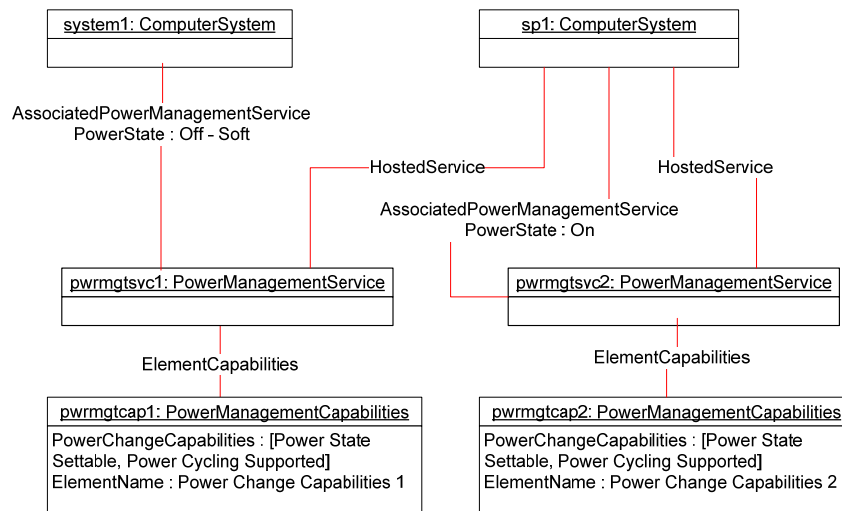 system1: ComputerSystem
sp1: ComputerSystem
AssociatedPowerManagementService
PowerState : Off - Soft
HostedService
HostedService
AssociatedPowerManagementService
PowerState : On
pwrmgtsvc1: PowerManagementService
pwrmgtsvc2: PowerManagementService
ElementCapabilities
ElementCapabilities
pwrmgtcap1: PowerManagementCapabilities
PowerChangeCapabilities : [Power State
Settable, Power Cycling Supported]
ElementName : Power Change Capabilities 1
pwrmgtcap2: PowerManagementCapabilities
PowerChangeCapabilities : [Power State
Settable, Power Cycling Supported]
ElementName : Power Change Capabilities 2